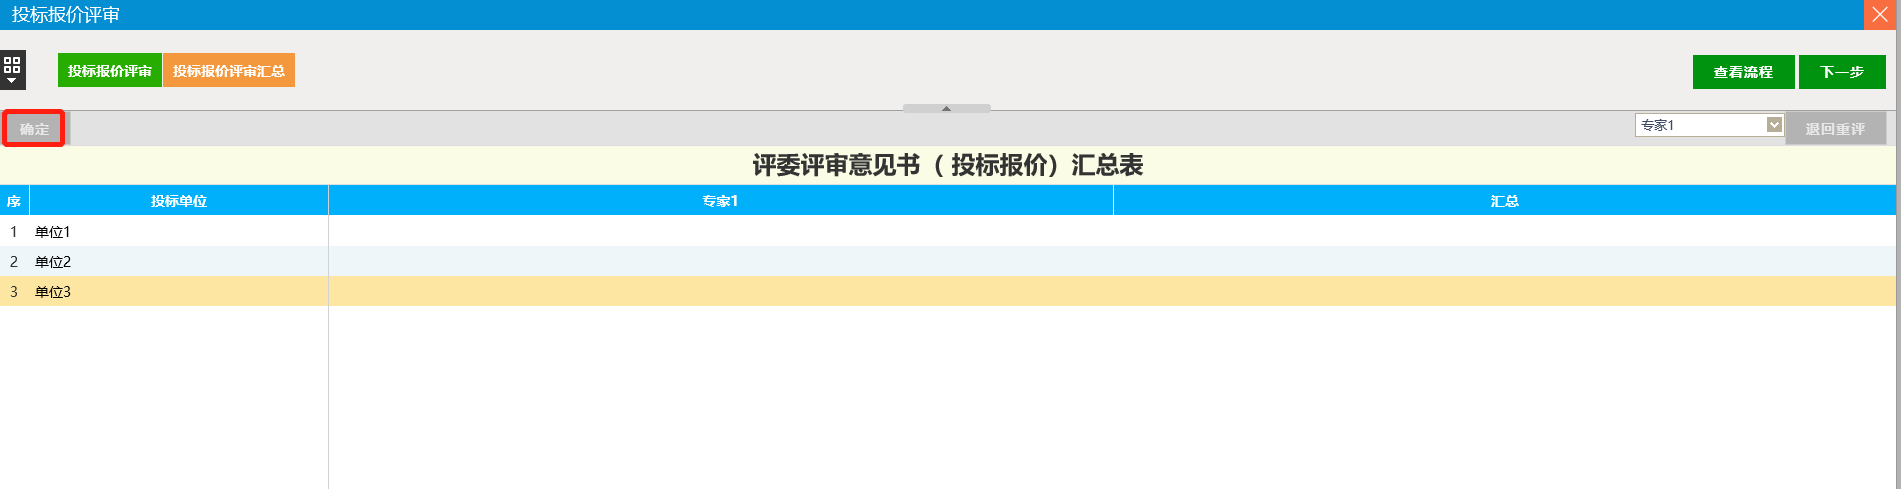 投标报价评审
投标报价评审 投标报价评审汇总 查看流程 下一步
确定 专家1 退回重评
评委评审意见书（投标报价）汇总表
序 投标单位 专家1 汇总
1 单位1
2 单位2
3 单位3